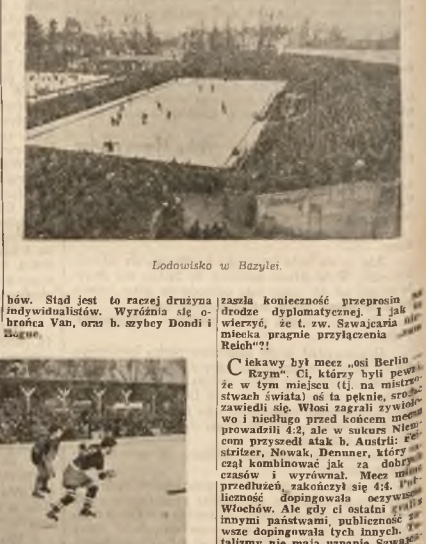 Lodowisko w Bazylei.
bów. Stąd jest to raczej drużyna
indywidualistów. Wyróżnia się o-
brońca Van, oraz b. szybcy Dondi i
zaszła konieczność przeprosin
drodze dyplomatycznej. I jak
wierzyć, że t. zw. Szwajcaria
miecka pragnie przyłączenia
Reich"?!
Ciekawy był mecz „osi Berlin
Rzym". Ci, którzy byli
że w tym miejscu (tj. na mistrzo-
stwach świata) oś ta pęknie,
zawiedli się. Włosi zagrali
wo i niedługo przed końcem
prowadzili 4:2, ale w sukurs Niem-
com przyszedł atak b. Austrii:
stritzer, Nowak, Demmer, który
czął kombinować jak za
czasów i wyrównał. Mecz
przedłużeń, zakończył się 4:4.
liczność dopingowała
Włochów. Ale gdy ci ostatni
innymi państwami, publiczność
wsze dopingowała tych innych.
talizmy nie mają uznania